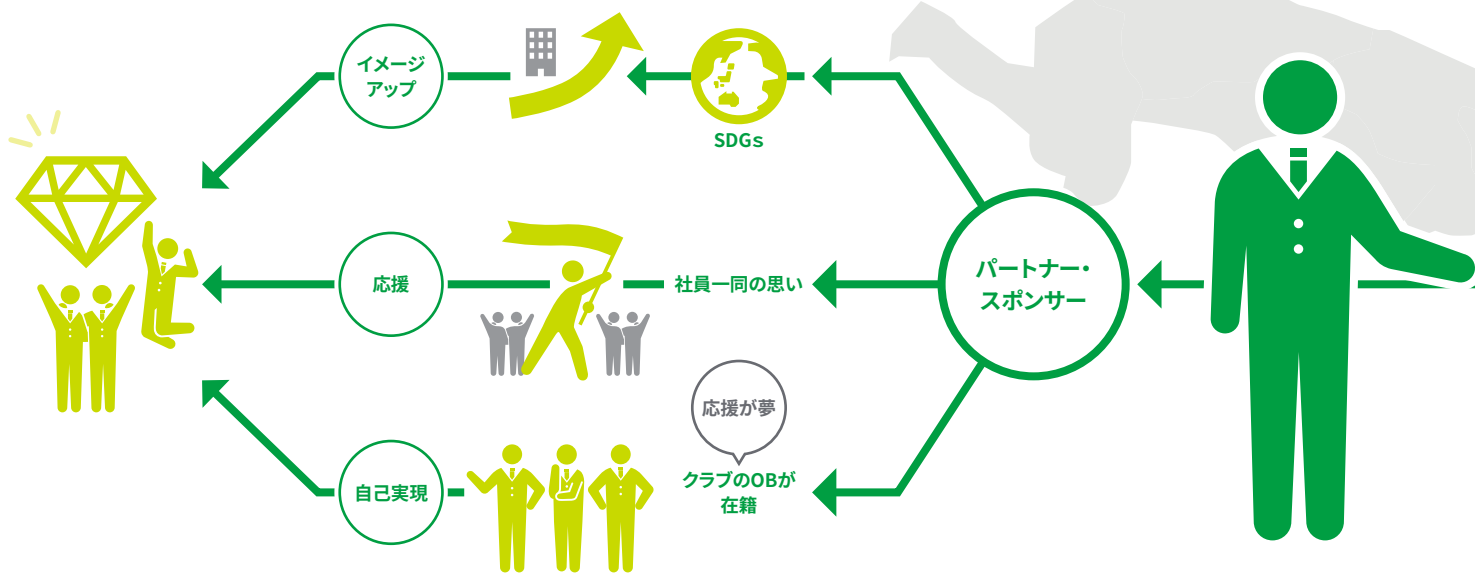 イメージ
アップ
SDGs
応援
社員一同の思い
パートナー・
スポンサー
応援が夢
自己実現
クラブのOBが
在籍